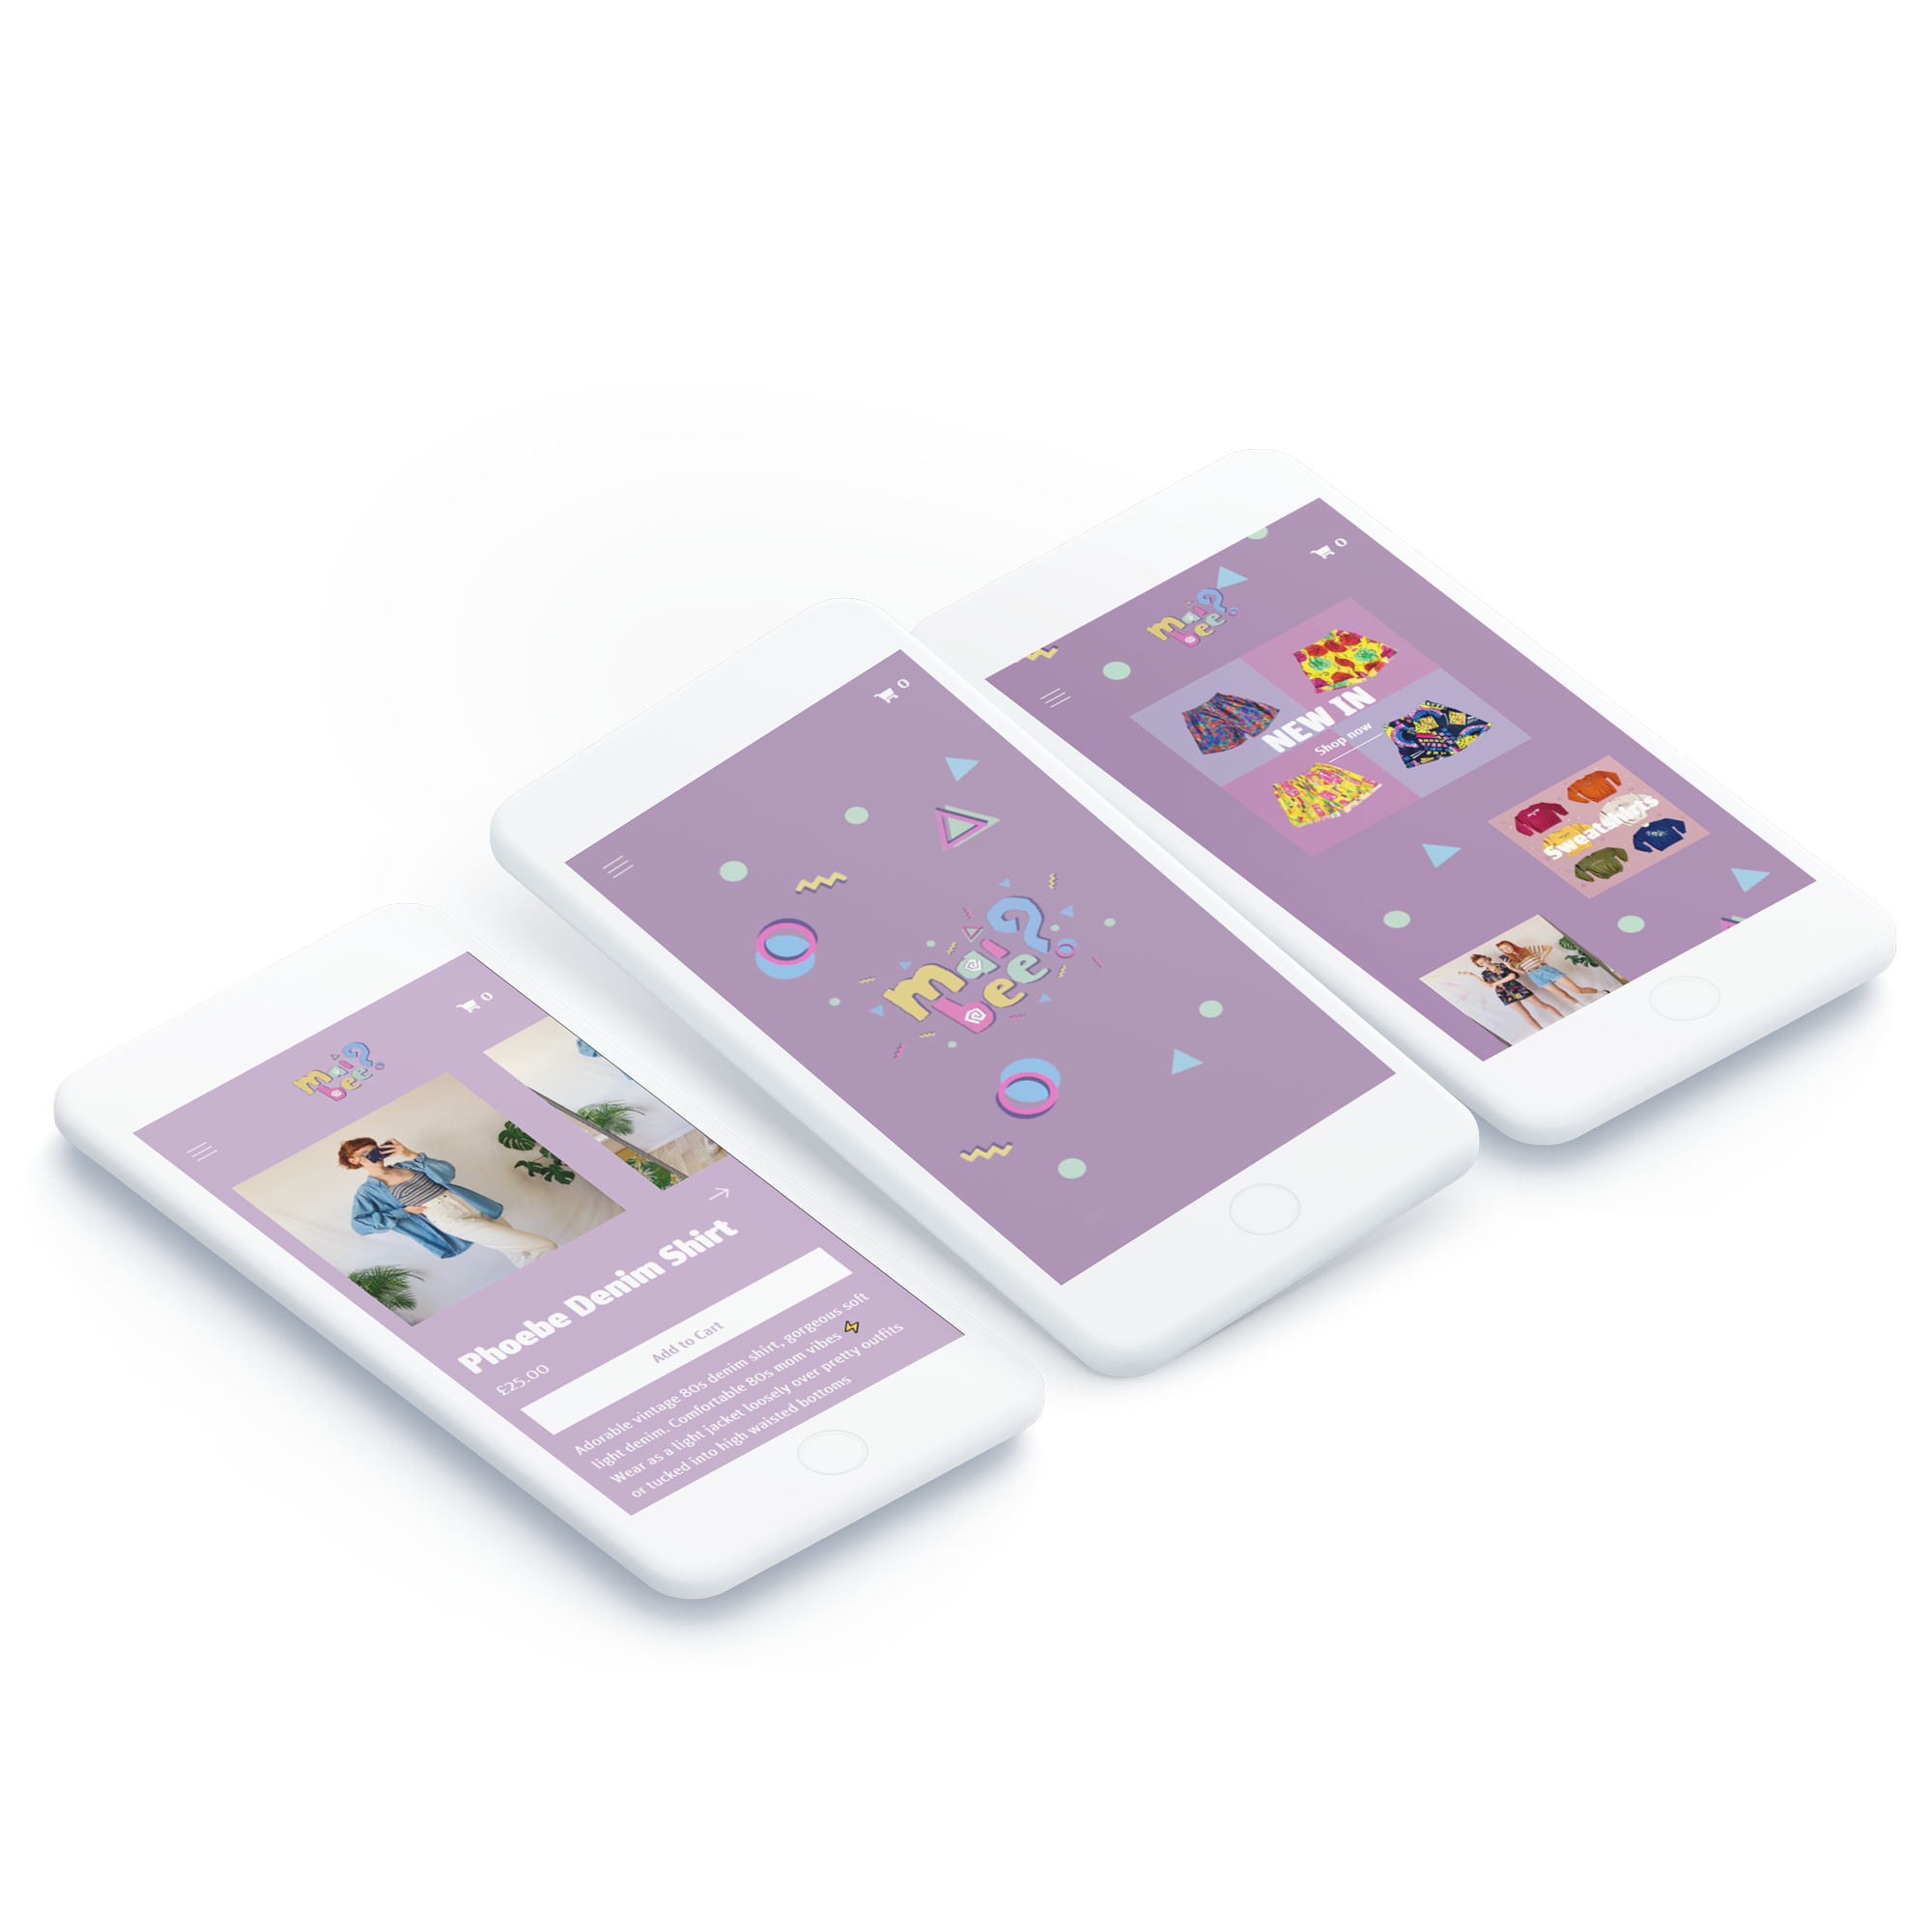 0
mai
bee?
Phoebe Denim Shirt
£25.00
Add to Cart
Adorable vintage 80s denim shirt, gorgeous soft
light denim. Comfortable 80s mom vibes ⚡
Wear as a light jacket loosely over pretty outfits
or tucked into high waisted bottoms
0
mai
bee?
0
mai
bee?
NEW IN
Shop now
Sweatshirts